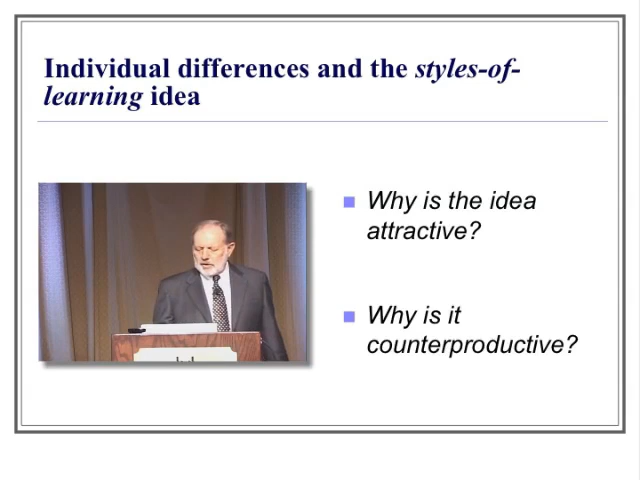 Individual differences and the styles-of-
learning idea
Why is the idea
attractive?
Why is it
counterproductive?